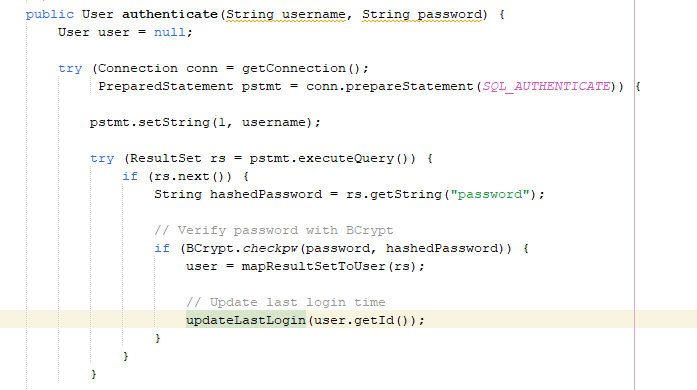 public User authenticate(String username, String password) {
User user = null;
try (Connection conn = getConnection();
PreparedStatement pstmt = conn.prepareStatement(SQL_AUTHENTICATE)) {
pstmt.setString(1, username);
try (ResultSet rs = pstmt.executeQuery()) {
if (rs.next()) {
String hashedPassword = rs.getString("password");
// Verify password with BCrypt
if (BCrypt.checkpw(password, hashedPassword)) {
user = mapResultSetToUser(rs);
// Update last login time
updateLastLogin(user.getId());
}
}
}